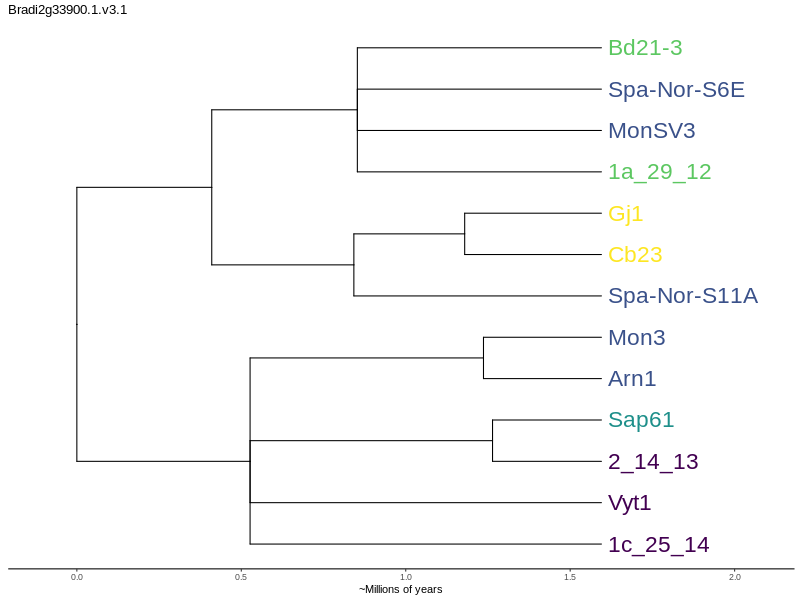 Bradi2g33900.1.v3.1
Bd21-3
Spa-Nor-S6E
MonSV3
1a_29_12
Gj1
Cb23
Spa-Nor-S11A
Mon3
Arn1
Sap61
2_14_13
Vyt1
1c_25_14
0.0 0.5 1.0 1.5 2.0
~Millions of years